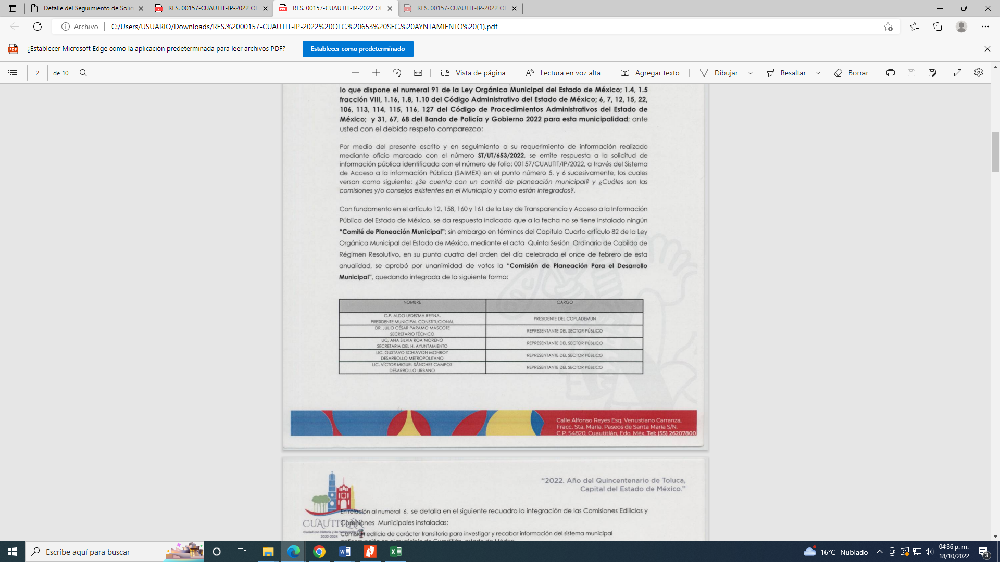 Detalle del Seguimiento de Solic
RES. 00157-CUAUTIT-IP-2022 OF
RES. 00157-CUAUTIT-IP-2022 OF
RES. 00157-CUAUTIT-IP-2022 OF
Archivo
C:/Users/USUARIO/Downloads/RES.%2000157-CUAUTIT-IP-2022%20OFC.%20653%20SEC.%20AYNTAMIENTO%20(1).pdf
¿Establecer Microsoft Edge como la aplicación predeterminada para leer archivos PDF?
Establecer como predeterminado
2 de 10
Vista de página
Lectura en voz alta
Agregar texto
Dibujar
Resaltar
Borrar
lo que dispone el numeral 91 de la Ley Orgánica Municipal del Estado de México; 1.4, 1.5
fracción VIII, 1.16, 1.8, 1.10 del Código Administrativo del Estado de México; 6, 7, 12, 15, 22,
106, 113, 114, 115, 116, 127 del Código de Procedimientos Administrativos del Estado de
México; y 31, 67, 68 del Bando de Policía y Gobierno 2022 para esta municipalidad; ante
usted con el debido respeto comparezco:
Por medio del presente escrito y en seguimiento a su requerimiento de información realizado
mediante oficio marcado con el número ST/UT/653/2022, se emite respuesta a la solicitud de
información pública identificada con el número de folio: 00157/CUAUTIT/IP/2022, a través del Sistema
de Acceso a la información Pública (SAIMEX) en el punto número 5, y 6 sucesivamente, los cuales
versan como siguiente: ¿Se cuenta con un comité de planeación municipal? y ¿Cuáles son las
comisiones y/o consejos existentes en el Municipio y como están integrados?.
Con fundamento en el artículo 12, 158, 160 y 161 de la Ley de Transparencia y Acceso a la Información
Pública del Estado de México, se da respuesta indicado que a la fecha no se tiene instalado ningún
“Comité de Planeación Municipal”; sin embargo en términos del Capitulo Cuarto artículo 82 de la Ley
Orgánica Municipal del Estado de México, mediante el acta Quinta Sesión Ordinaria de Cabildo de
Régimen Resolutivo, en su punto cuatro del orden del día celebrada el once de febrero de esta
anualidad, se aprobó por unanimidad de votos la “Comisión de Planeación Para el Desarrollo
Municipal”, quedando integrada de la siguiente forma:
NOMBRE CARGO
C.P. ALDO LEDEZMA REYNA,
PRESIDENTE MUNICIPAL CONSTITUCIONAL
PRESIDENTE DEL COPLADEMUN
DR. JULIO CÉSAR PÁRAMO MASCOTE
SECRETARIO TÉCNICO
REPRESENTANTE DEL SECTOR PÚBLICO
LIC. ANA SILVIA ROA MORENO
SECRETARIA DEL H. AYUNTAMIENTO
REPRESENTANTE DEL SECTOR PÚBLICO
LIC. GUSTAVO SCHIAVON MONROY
DESARROLLO METROPOLITANO
REPRESENTANTE DEL SECTOR PÚBLICO
LIC. VÍCTOR MIGUEL SÁNCHEZ CAMPOS
DESARROLLO URBANO
REPRESENTANTE DEL SECTOR PÚBLICO
Calle Alfonso Reyes Esq. Venustiano Carranza,
Fracc. Sta. María. Paseos de Santa María S/N.
C.P. 54820, Cuautitlán, Edo. Méx. Tel: (55) 26207800
“2022. Año del Quincentenario de Toluca,
Capital del Estado de México.”
En relación al numeral 6, se detalla en el siguiente recuadro la integración de las Comisiones Edilicias y
Comisiones Municipales instaladas:
CUAUTITLÁN
Comisión edilicia de carácter transitoria para investigar y recabar información del sistema municipal
anticorrupción en el municipio de Cuautitlán, estado de México
Escribe aquí para buscar
16°C Nublado
04:36 p. m.
18/10/2022
3